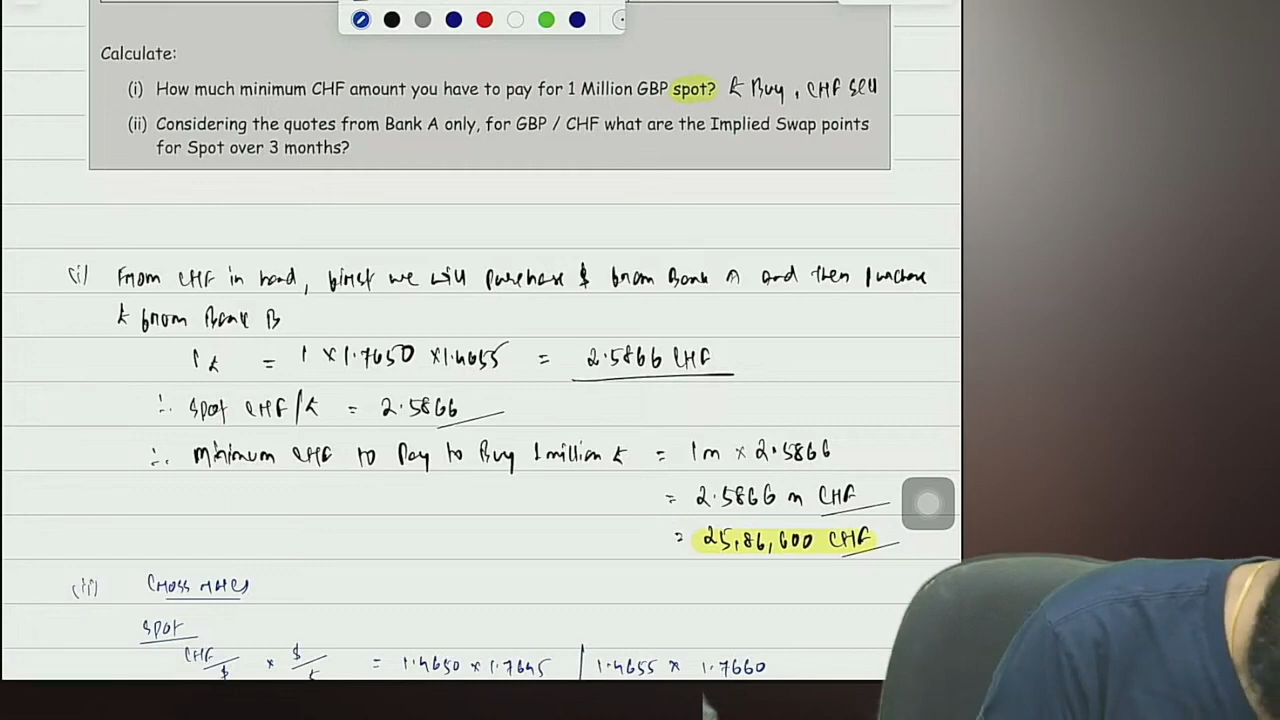 Calculate:
(i) How much minimum CHF amount you have to pay for 1 Million GBP spot? £ Buy, CHF sell
(ii) Considering the quotes from Bank A only, for GBP / CHF what are the Implied Swap points
for Spot over 3 months?
(i) From CHF in hand, first we will purchase $ from Bank A and then purchase
£ from Bank B
1 £ = 1 × 1.7650 × 1.4655 = 2.5866 CHF
∴ spot CHF/£ = 2.5866
∴ Minimum CHF to Pay to Buy 1 million £ = 1m × 2.5866
= 2.5866 m CHF
= 25,86,600 CHF
(ii) Cross rates
Spot
CHF/$ × $/£ = 1.4650 × 1.7645 | 1.4655 × 1.7660